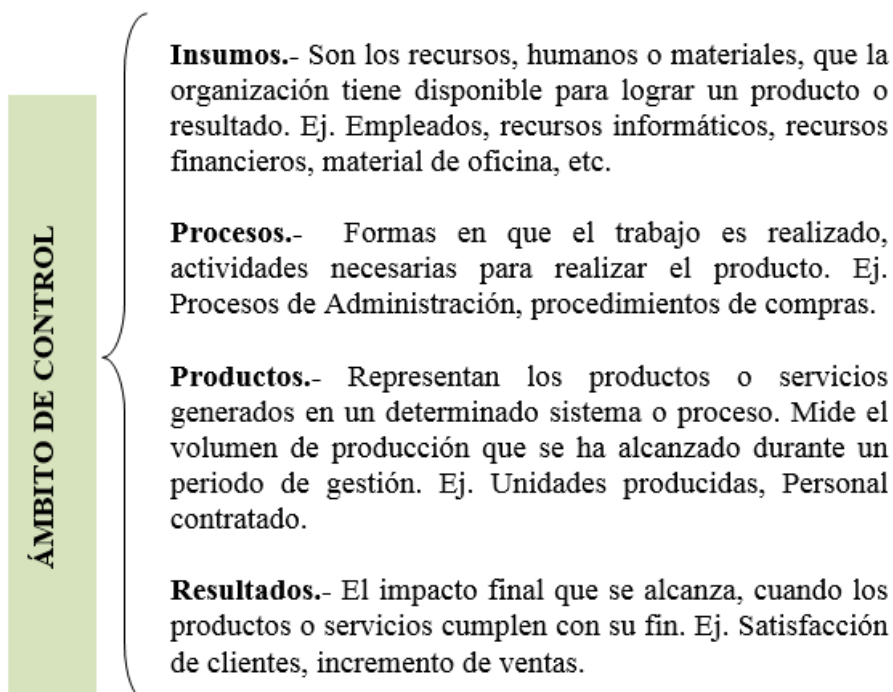 ÁMBITO DE CONTROL
Insumos.- Son los recursos, humanos o materiales, que la
organización tiene disponible para lograr un producto o
resultado. Ej. Empleados, recursos informáticos, recursos
financieros, material de oficina, etc.
Procesos.- Formas en que el trabajo es realizado,
actividades necesarias para realizar el producto. Ej.
Procesos de Administración, procedimientos de compras.
Productos.- Representan los productos o servicios
generados en un determinado sistema o proceso. Mide el
volumen de producción que se ha alcanzado durante un
periodo de gestión. Ej. Unidades producidas, Personal
contratado.
Resultados.- El impacto final que se alcanza, cuando los
productos o servicios cumplen con su fin. Ej. Satisfacción
de clientes, incremento de ventas.